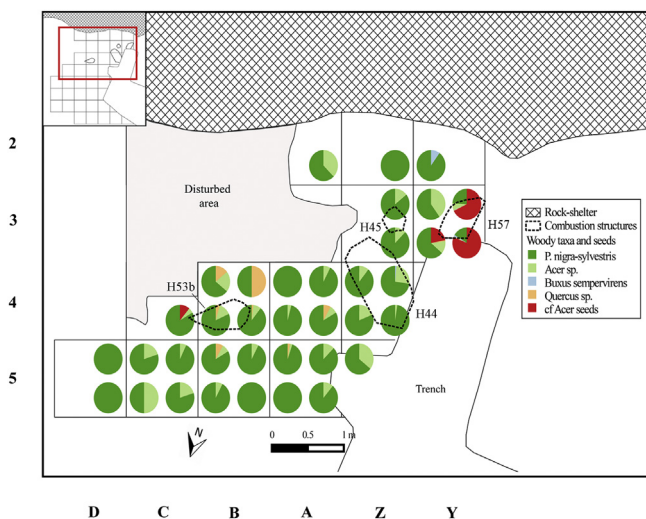 2
3
4
5
Disturbed
area
H45
H57
H53b
H44
Trench
N
0 0.5 1 m
D C B A Z Y
Rock-shelter
Combustion structures
Woody taxa and seeds
P. nigra-sylvestris
Acer sp.
Buxus sempervirens
Quercus sp.
cf Acer seeds